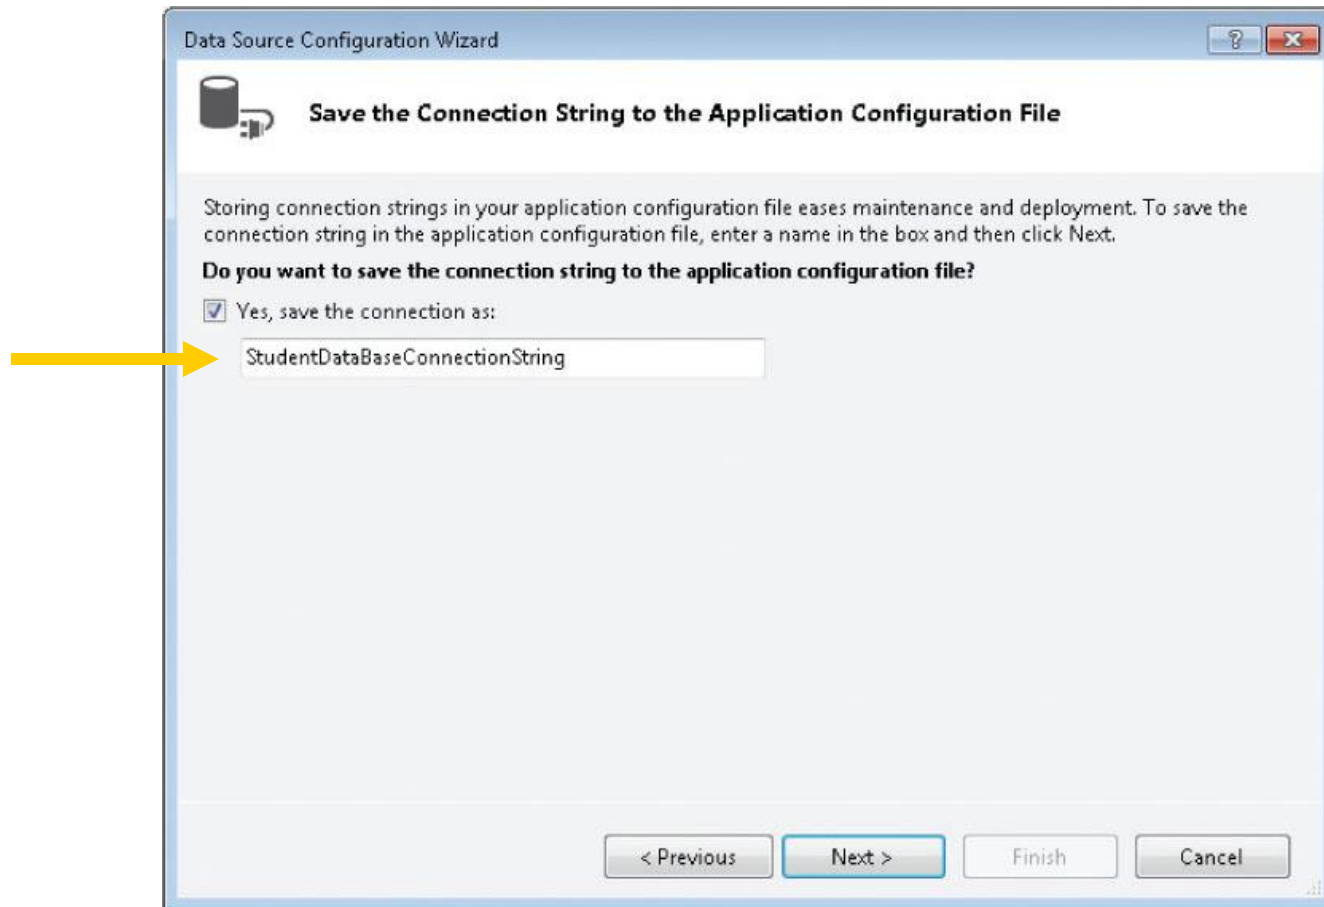 Data Source Configuration Wizard
Save the Connection String to the Application Configuration File
Storing connection strings in your application configuration file eases maintenance and deployment. To save the
connection string in the application configuration file, enter a name in the box and then click Next.
Do you want to save the connection string to the application configuration file?
Yes, save the connection as:
StudentDataBaseConnectionString
< Previous
Next >
Finish
Cancel